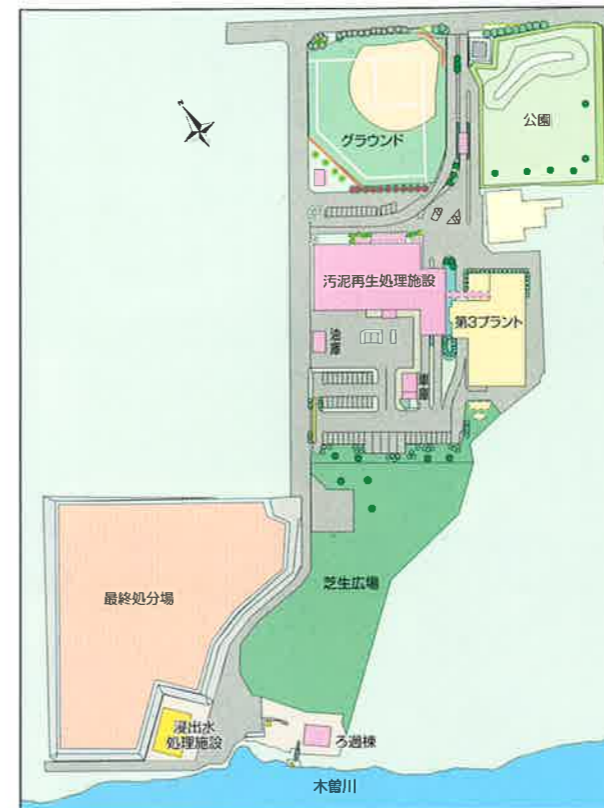 グラウンド
公園
汚泥再生処理施設
第3プラント
油庫
車庫
芝生広場
最終処分場
浸出水
処理施設
ろ過棟
木曽川